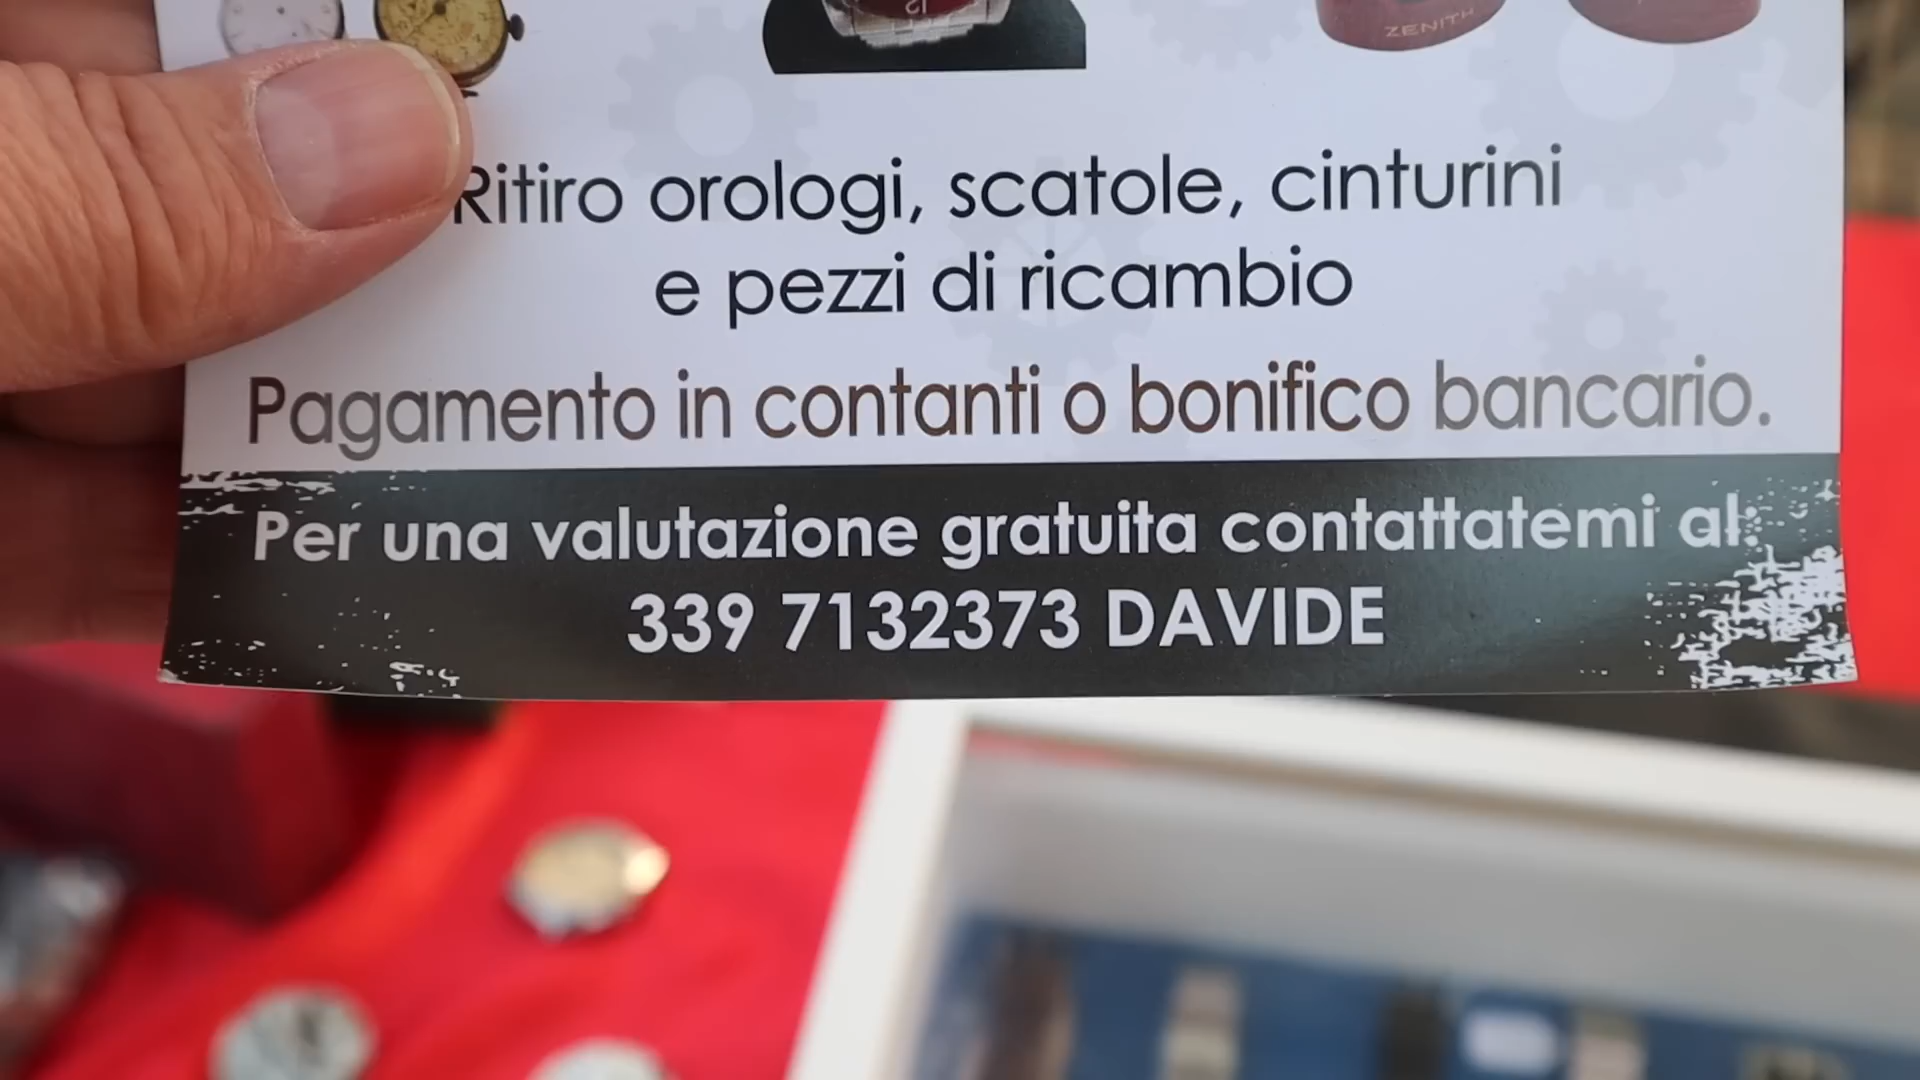 ZENITH
Ritiro orologi, scatole, cinturini
e pezzi di ricambio
Pagamento in contanti o bonifico bancario.
Per una valutazione gratuita contattatemi al:
339 7132373 DAVIDE